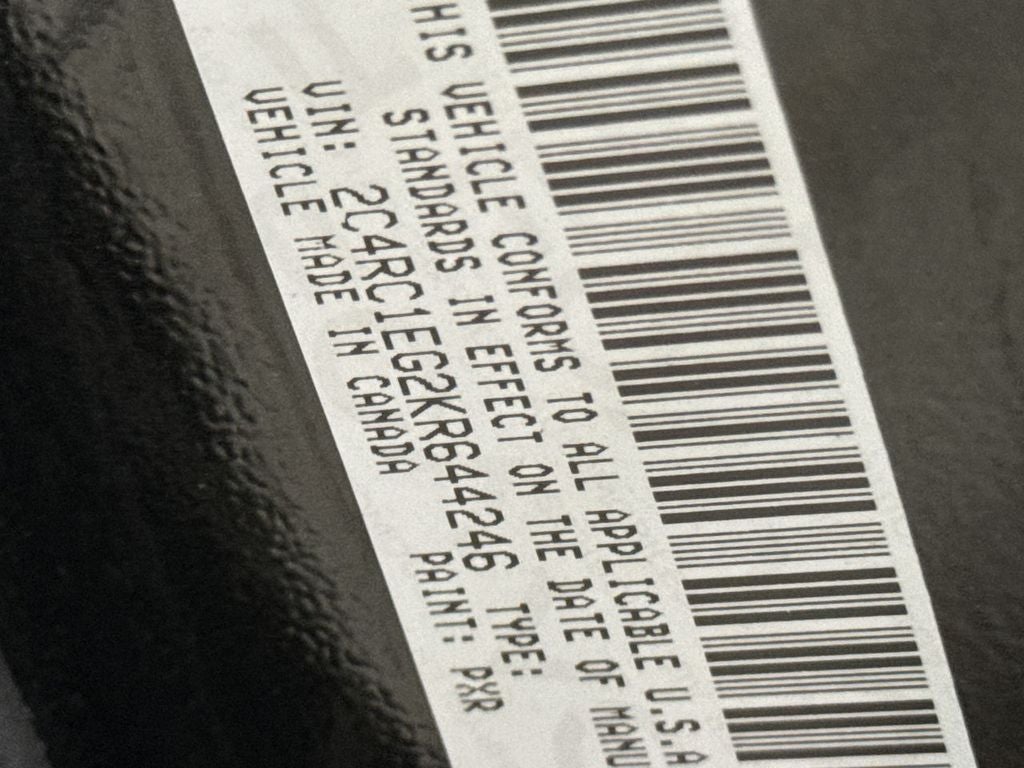 HIS VEHICLE CONFORMS TO ALL APPLICABLE U.S.A
STANDARDS IN EFFECT ON THE DATE OF MANU
VIN: 2C4RC1EG2KR644246 TYPE:
VEHICLE MADE IN CANADA PAINT: PXR